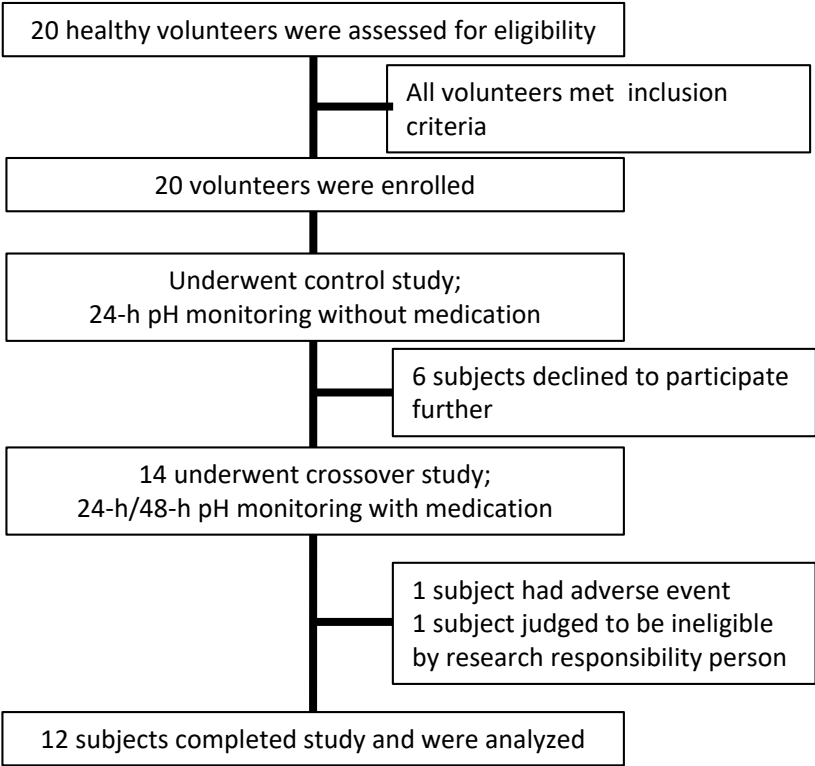 20 healthy volunteers were assessed for eligibility
All volunteers met inclusion
criteria
20 volunteers were enrolled
Underwent control study;
24-h pH monitoring without medication
6 subjects declined to participate
further
14 underwent crossover study;
24-h/48-h pH monitoring with medication
1 subject had adverse event
1 subject judged to be ineligible
by research responsibility person
12 subjects completed study and were analyzed